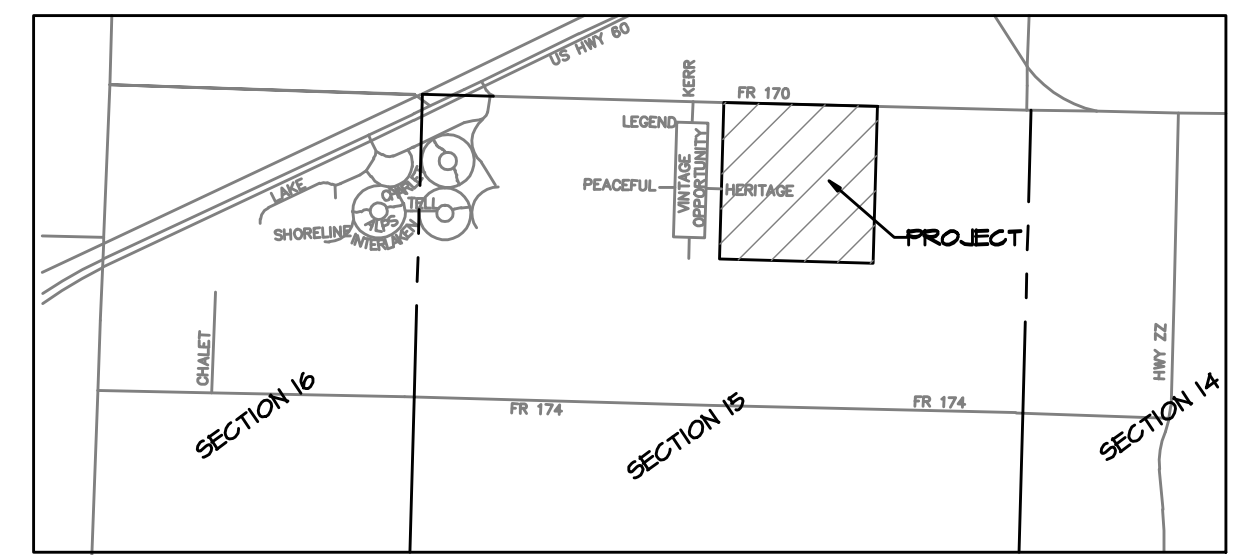 US HWY 60
KERR
FR 170
LEGEND
VINTAGE
OPPORTUNITY
PEACEFUL
HERITAGE
PROJECT
LAKE
CHALET
TELL
ALPS
SHORELINE
INTERLAKEN
CHALET
HWY ZZ
FR 174
FR 174
SECTION 16
SECTION 15
SECTION 14